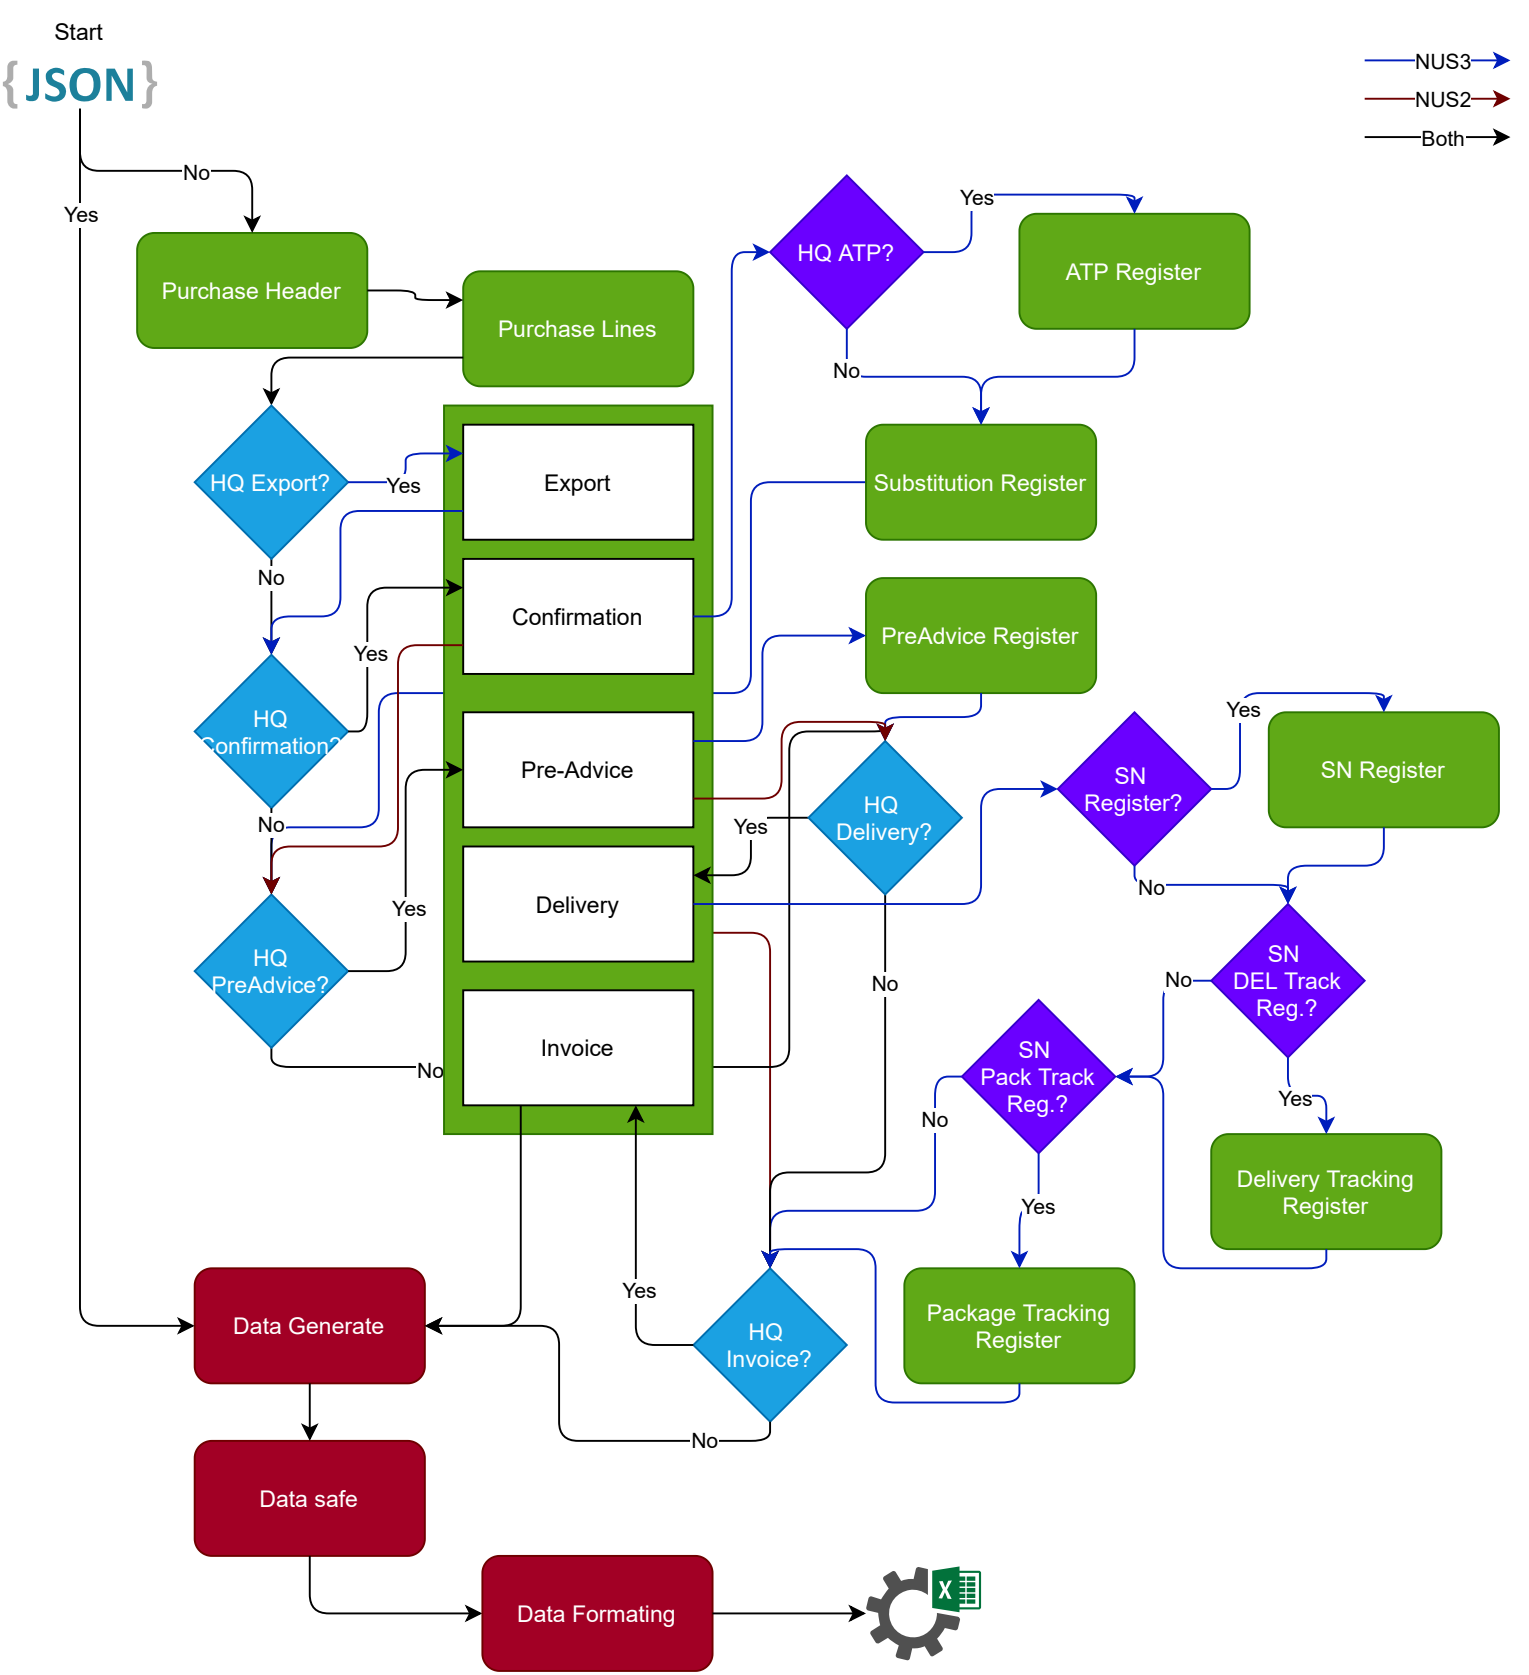 Start
{JSON}
NUS3
NUS2
Both
No
Yes
Purchase Header
Purchase Lines
HQ ATP?
Yes
ATP Register
No
HQ Export?
Yes
Export
Substitution Register
No
Confirmation
Yes
PreAdvice Register
HQ
Confirmation?
No
Pre-Advice
HQ
Delivery?
Yes
SN
Register?
Yes
SN Register
No
HQ
PreAdvice?
Yes
Delivery
No
SN
DEL Track
Reg.?
No
Yes
Invoice
No
SN
Pack Track
Reg.?
No
Yes
Delivery Tracking
Register
Data Generate
Yes
HQ
Invoice?
Package Tracking
Register
No
Data safe
Data Formating
X